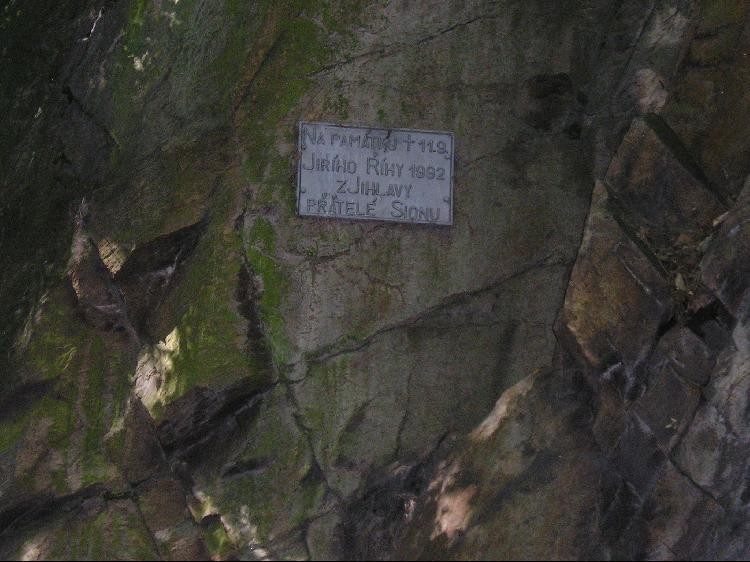 NA PAMÁTKU ✝ 11.9.
JIŘÍHO ŘÍHY 1992
Z JIHLAVY
PŘÁTELÉ SIONU